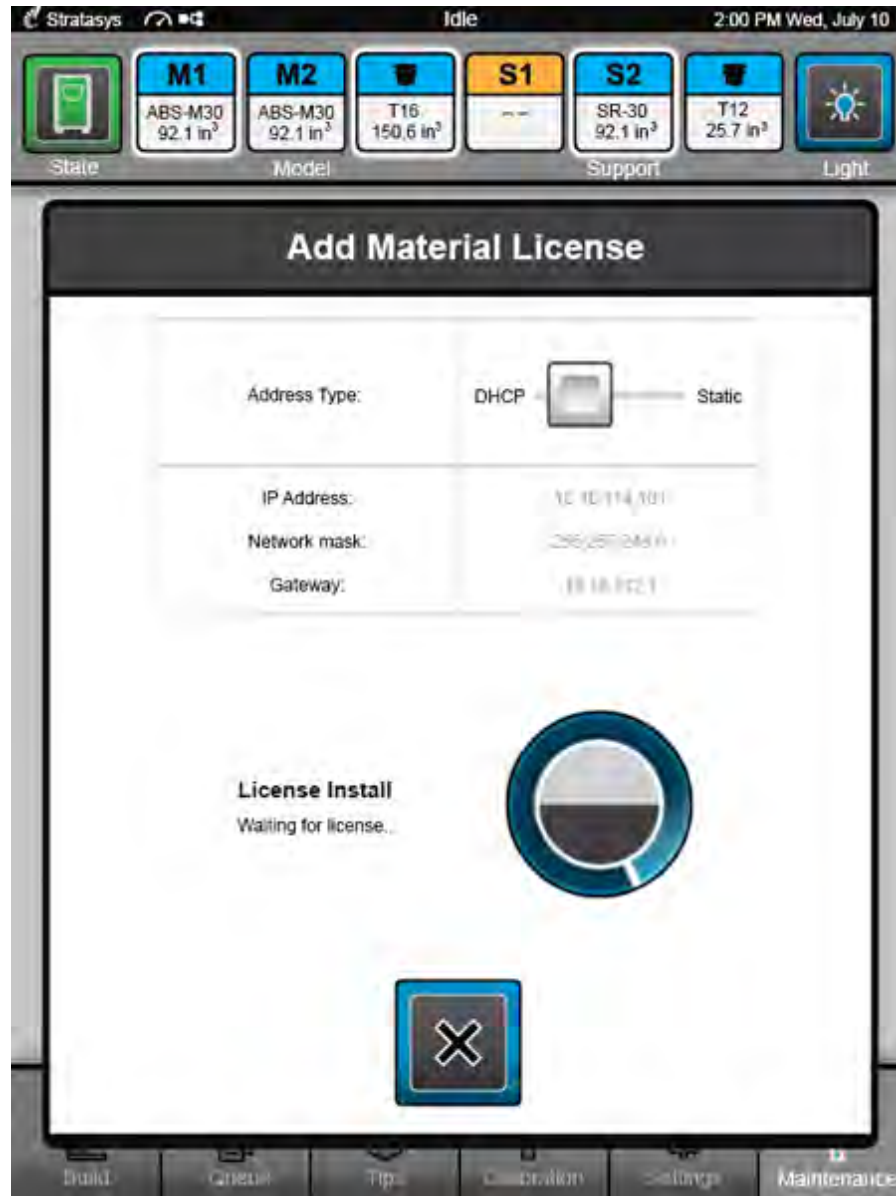 Stratasys Idle 2:00 PM Wed, July 10
M1 M2 S1 S2
ABS-M30 ABS-M30 T16 -- SR-30 T12
92.1 in³ 92.1 in³ 150.6 in³ 92.1 in³ 25.7 in³
State Model Support Light
Add Material License
Address Type: DHCP Static
IP Address:
Network mask:
Gateway:
License Install
Waiting for license...
Build Queue Tips Calibration Settings Maintenance